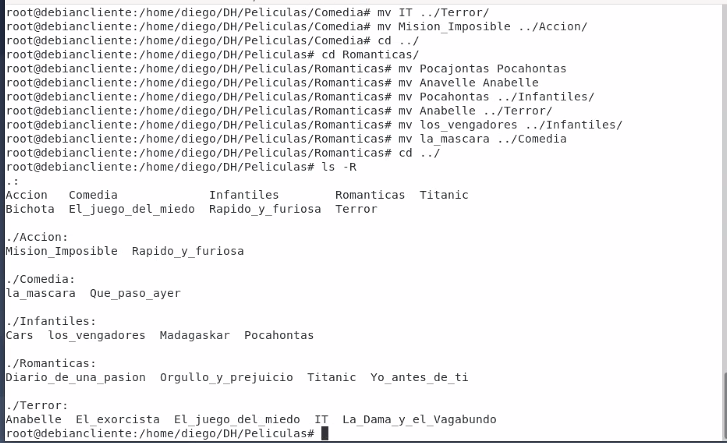 root@debiancliente:/home/diego/DH/Peliculas/Comedia# mv IT ../Terror/
root@debiancliente:/home/diego/DH/Peliculas/Comedia# mv Mision_Imposible ../Accion/
root@debiancliente:/home/diego/DH/Peliculas/Comedia# cd ../
root@debiancliente:/home/diego/DH/Peliculas# cd Romanticas/
root@debiancliente:/home/diego/DH/Peliculas/Romanticas# mv Pocajontas Pocahontas
root@debiancliente:/home/diego/DH/Peliculas/Romanticas# mv Anavelle Anabelle
root@debiancliente:/home/diego/DH/Peliculas/Romanticas# mv Pocahontas ../Infantiles/
root@debiancliente:/home/diego/DH/Peliculas/Romanticas# mv Anabelle ../Terror/
root@debiancliente:/home/diego/DH/Peliculas/Romanticas# mv los_vengadores ../Infantiles/
root@debiancliente:/home/diego/DH/Peliculas/Romanticas# mv la_mascara ../Comedia
root@debiancliente:/home/diego/DH/Peliculas/Romanticas# cd ../
root@debiancliente:/home/diego/DH/Peliculas# ls -R
.:
Accion   Comedia             Infantiles        Romanticas  Titanic
Bichota  El_juego_del_miedo  Rapido_y_furiosa  Terror

./Accion:
Mision_Imposible  Rapido_y_furiosa

./Comedia:
la_mascara  Que_paso_ayer

./Infantiles:
Cars  los_vengadores  Madagaskar  Pocahontas

./Romanticas:
Diario_de_una_pasion  Orgullo_y_prejuicio  Titanic  Yo_antes_de_ti

./Terror:
Anabelle  El_exorcista  El_juego_del_miedo  IT  La_Dama_y_el_Vagabundo
root@debiancliente:/home/diego/DH/Peliculas#